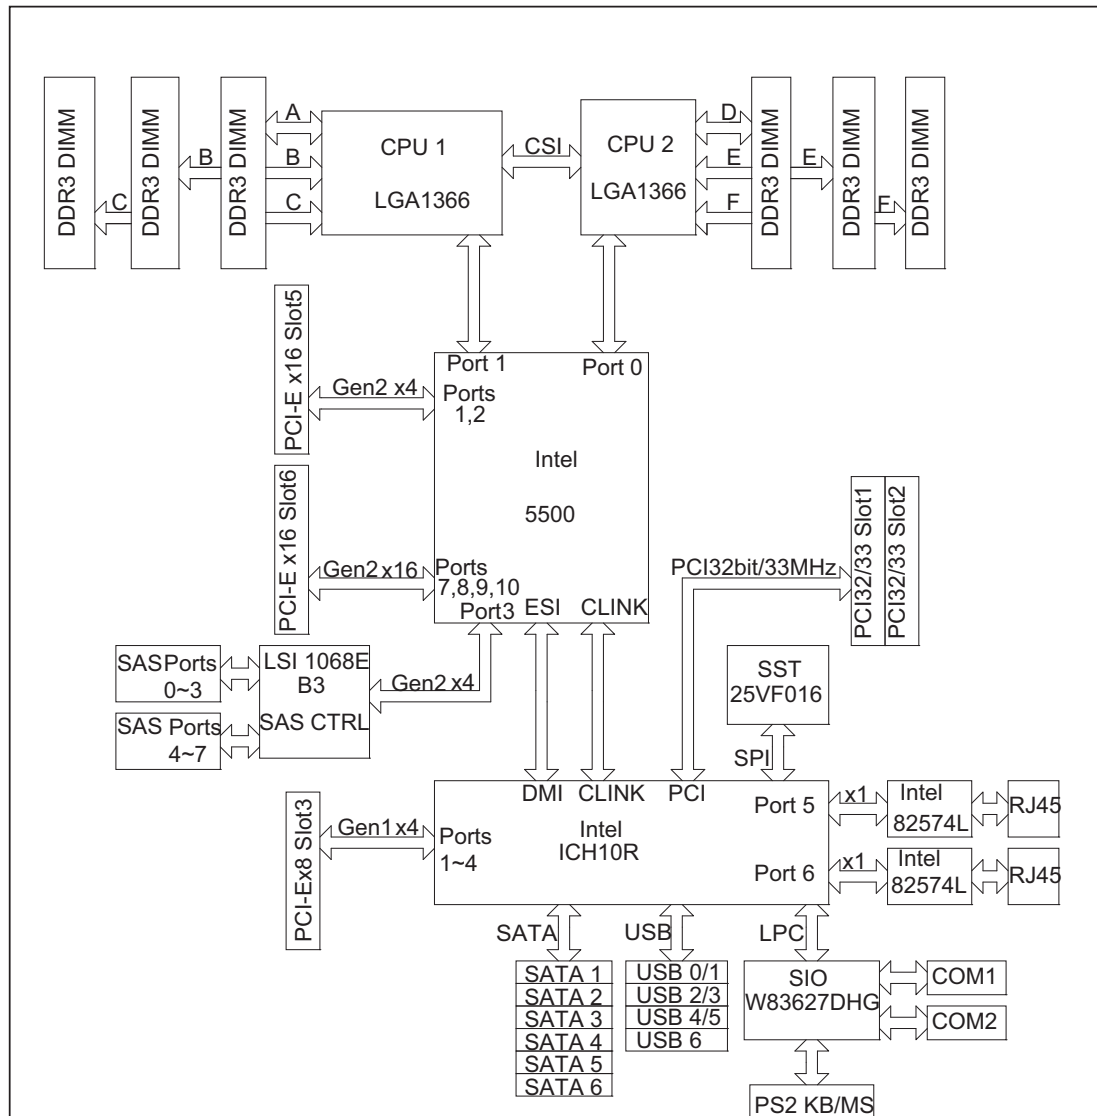 DDR3 DIMM
DDR3 DIMM
DDR3 DIMM
A
B
B
C
C
CPU 1
LGA1366
CSI
CPU 2
LGA1366
D
E
E
F
F
DDR3 DIMM
DDR3 DIMM
DDR3 DIMM
PCI-E x16 Slot5
Gen2 x4
Port 1
Port 0
Ports
1,2
Intel
5500
PCI-E x16 Slot6
Gen2 x16
Ports
7,8,9,10
Port3
ESI
CLINK
PCI32bit/33MHz
PCI32/33 Slot1
PCI32/33 Slot2
SAS Ports
0~3
SAS Ports
4~7
LSI 1068E
B3
SAS CTRL
Gen2 x4
SST
25VF016
SPI
DMI
CLINK
PCI
Intel
ICH10R
PCI-Ex8 Slot3
Gen1x4
Ports
1~4
Port 5
x1
Intel
82574L
RJ45
Port 6
x1
Intel
82574L
RJ45
SATA
USB
LPC
SATA 1
SATA 2
SATA 3
SATA 4
SATA 5
SATA 6
USB 0/1
USB 2/3
USB 4/5
USB 6
SIO
W83627DHG
COM1
COM2
PS2 KB/MS